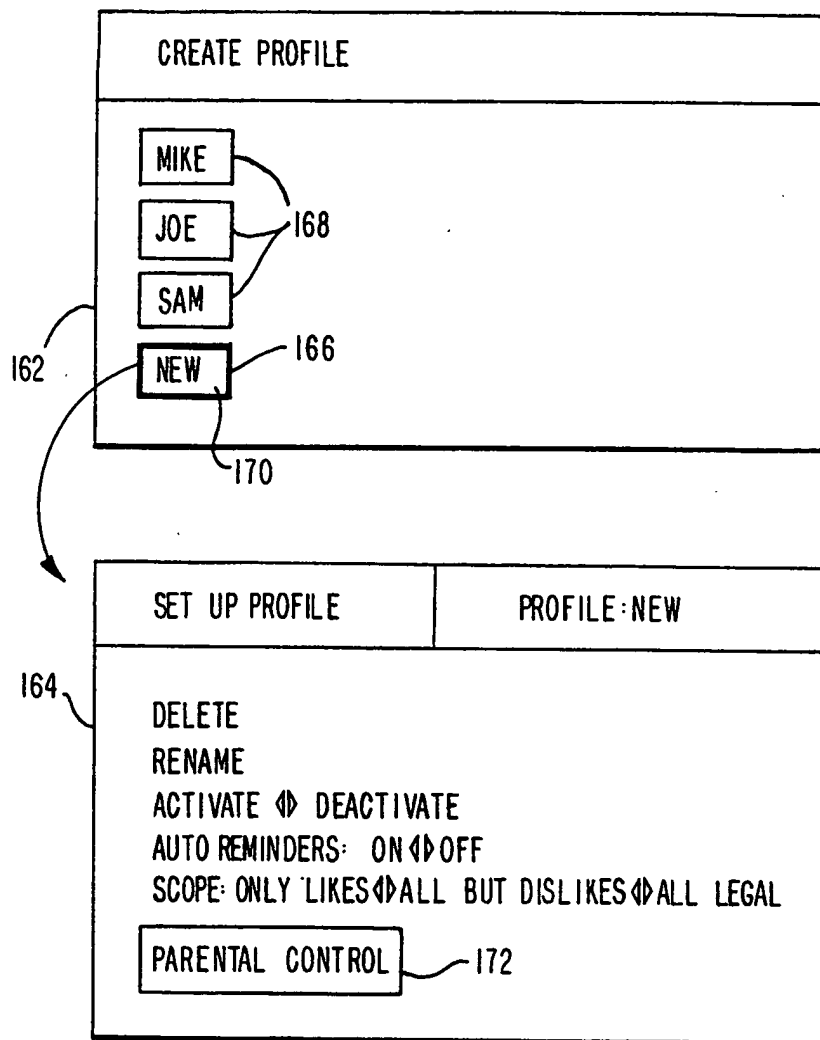 CREATE PROFILE
MIKE
JOE
168
SAM
162
NEW
166
170
SET UP PROFILE
PROFILE:NEW
164
DELETE
RENAME
ACTIVATE ◁▷ DEACTIVATE
AUTO REMINDERS: ON◁▷OFF
SCOPE: ONLY LIKES◁▷ALL BUT DISLIKES◁▷ALL LEGAL
PARENTAL CONTROL
172